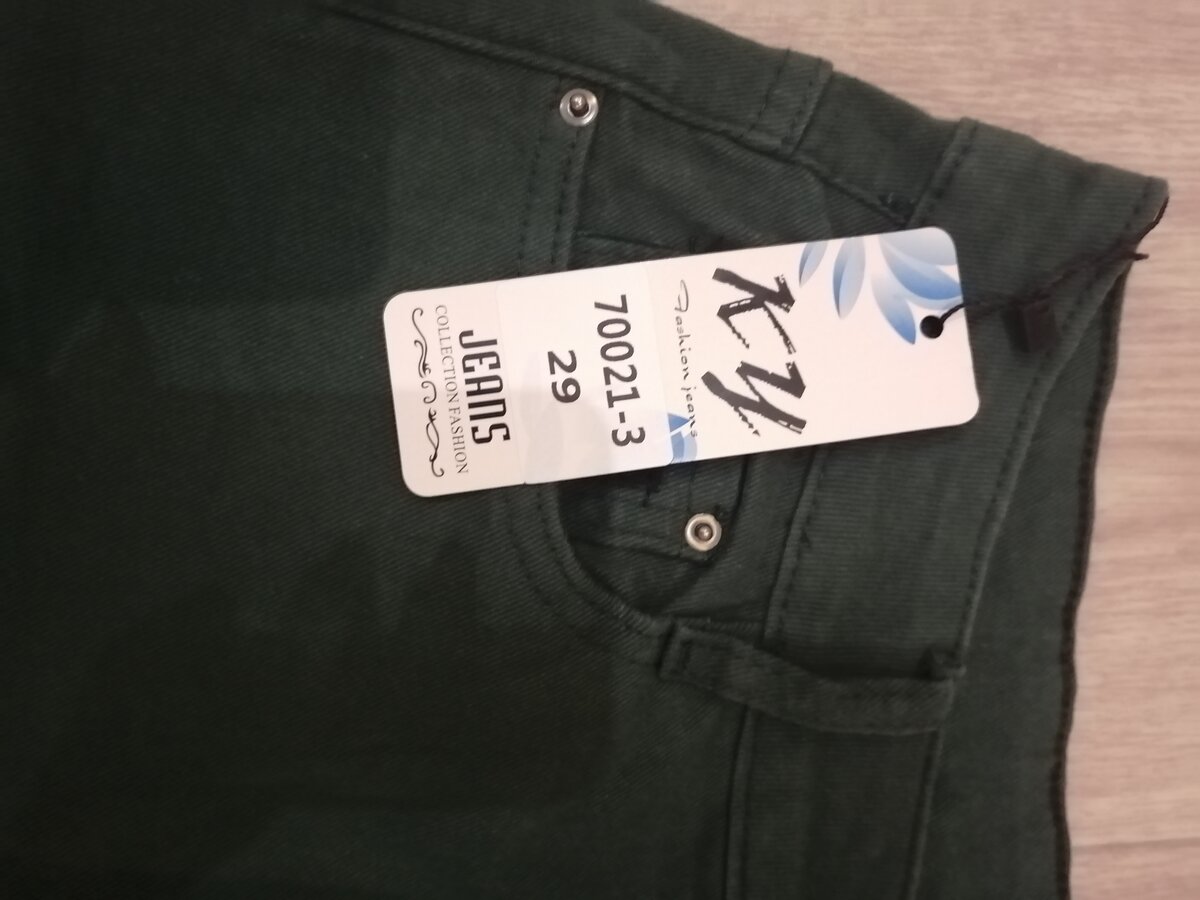 KY
Fashion jeans
70021-3
29
JEANS
COLLECTION FASHION